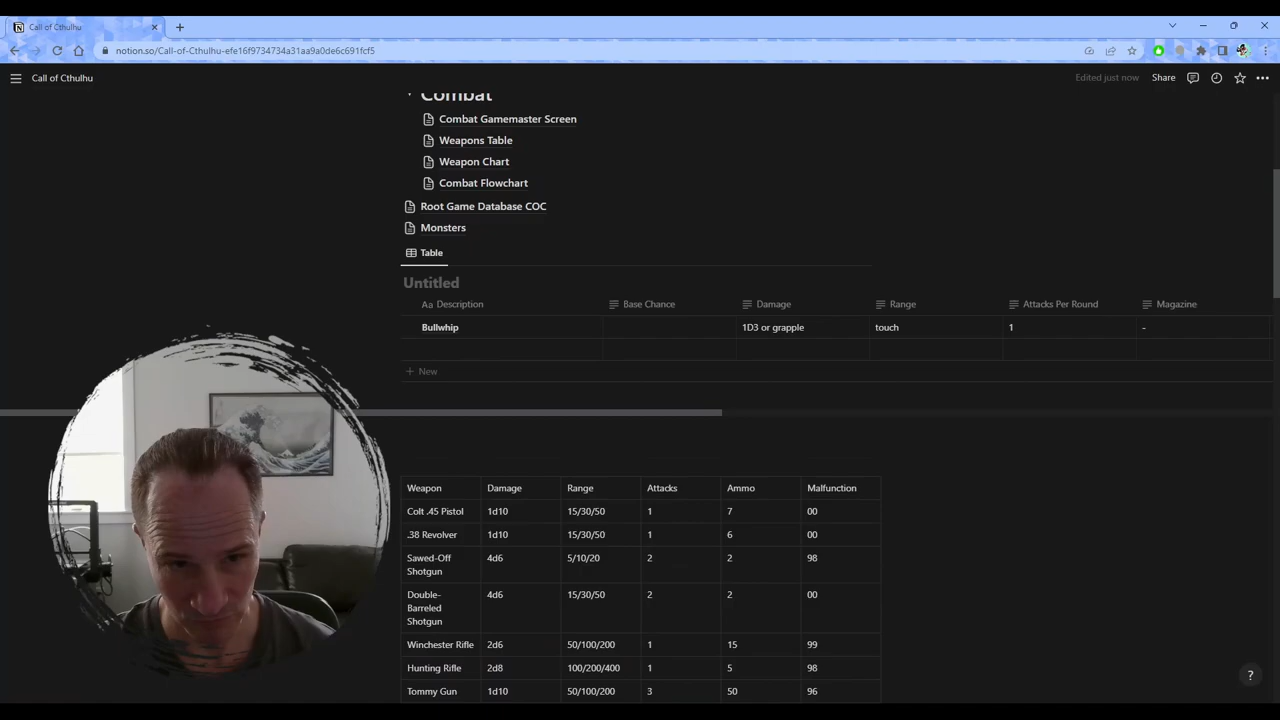 Call of Cthulhu
notion.so/Call-of-Cthulhu-efe16f9734734a31aa9a0de6c691fcf5
Call of Cthulhu
Edited just now
Share
Combat
Combat Gamemaster Screen
Weapons Table
Weapon Chart
Combat Flowchart
Root Game Database COC
Monsters
Table
Untitled
Aa Description Base Chance Damage Range Attacks Per Round Magazine
Bullwhip 1D3 or grapple touch 1 -
+ New
Weapon Damage Range Attacks Ammo Malfunction
Colt .45 Pistol 1d10 15/30/50 1 7 00
.38 Revolver 1d10 15/30/50 1 6 00
Sawed-Off 4d6 5/10/20 2 2 98
Shotgun
Double- 4d6 15/30/50 2 2 00
Barreled
Shotgun
Winchester Rifle 2d6 50/100/200 1 15 99
Hunting Rifle 2d8 100/200/400 1 5 98
Tommy Gun 1d10 50/100/200 3 50 96
?